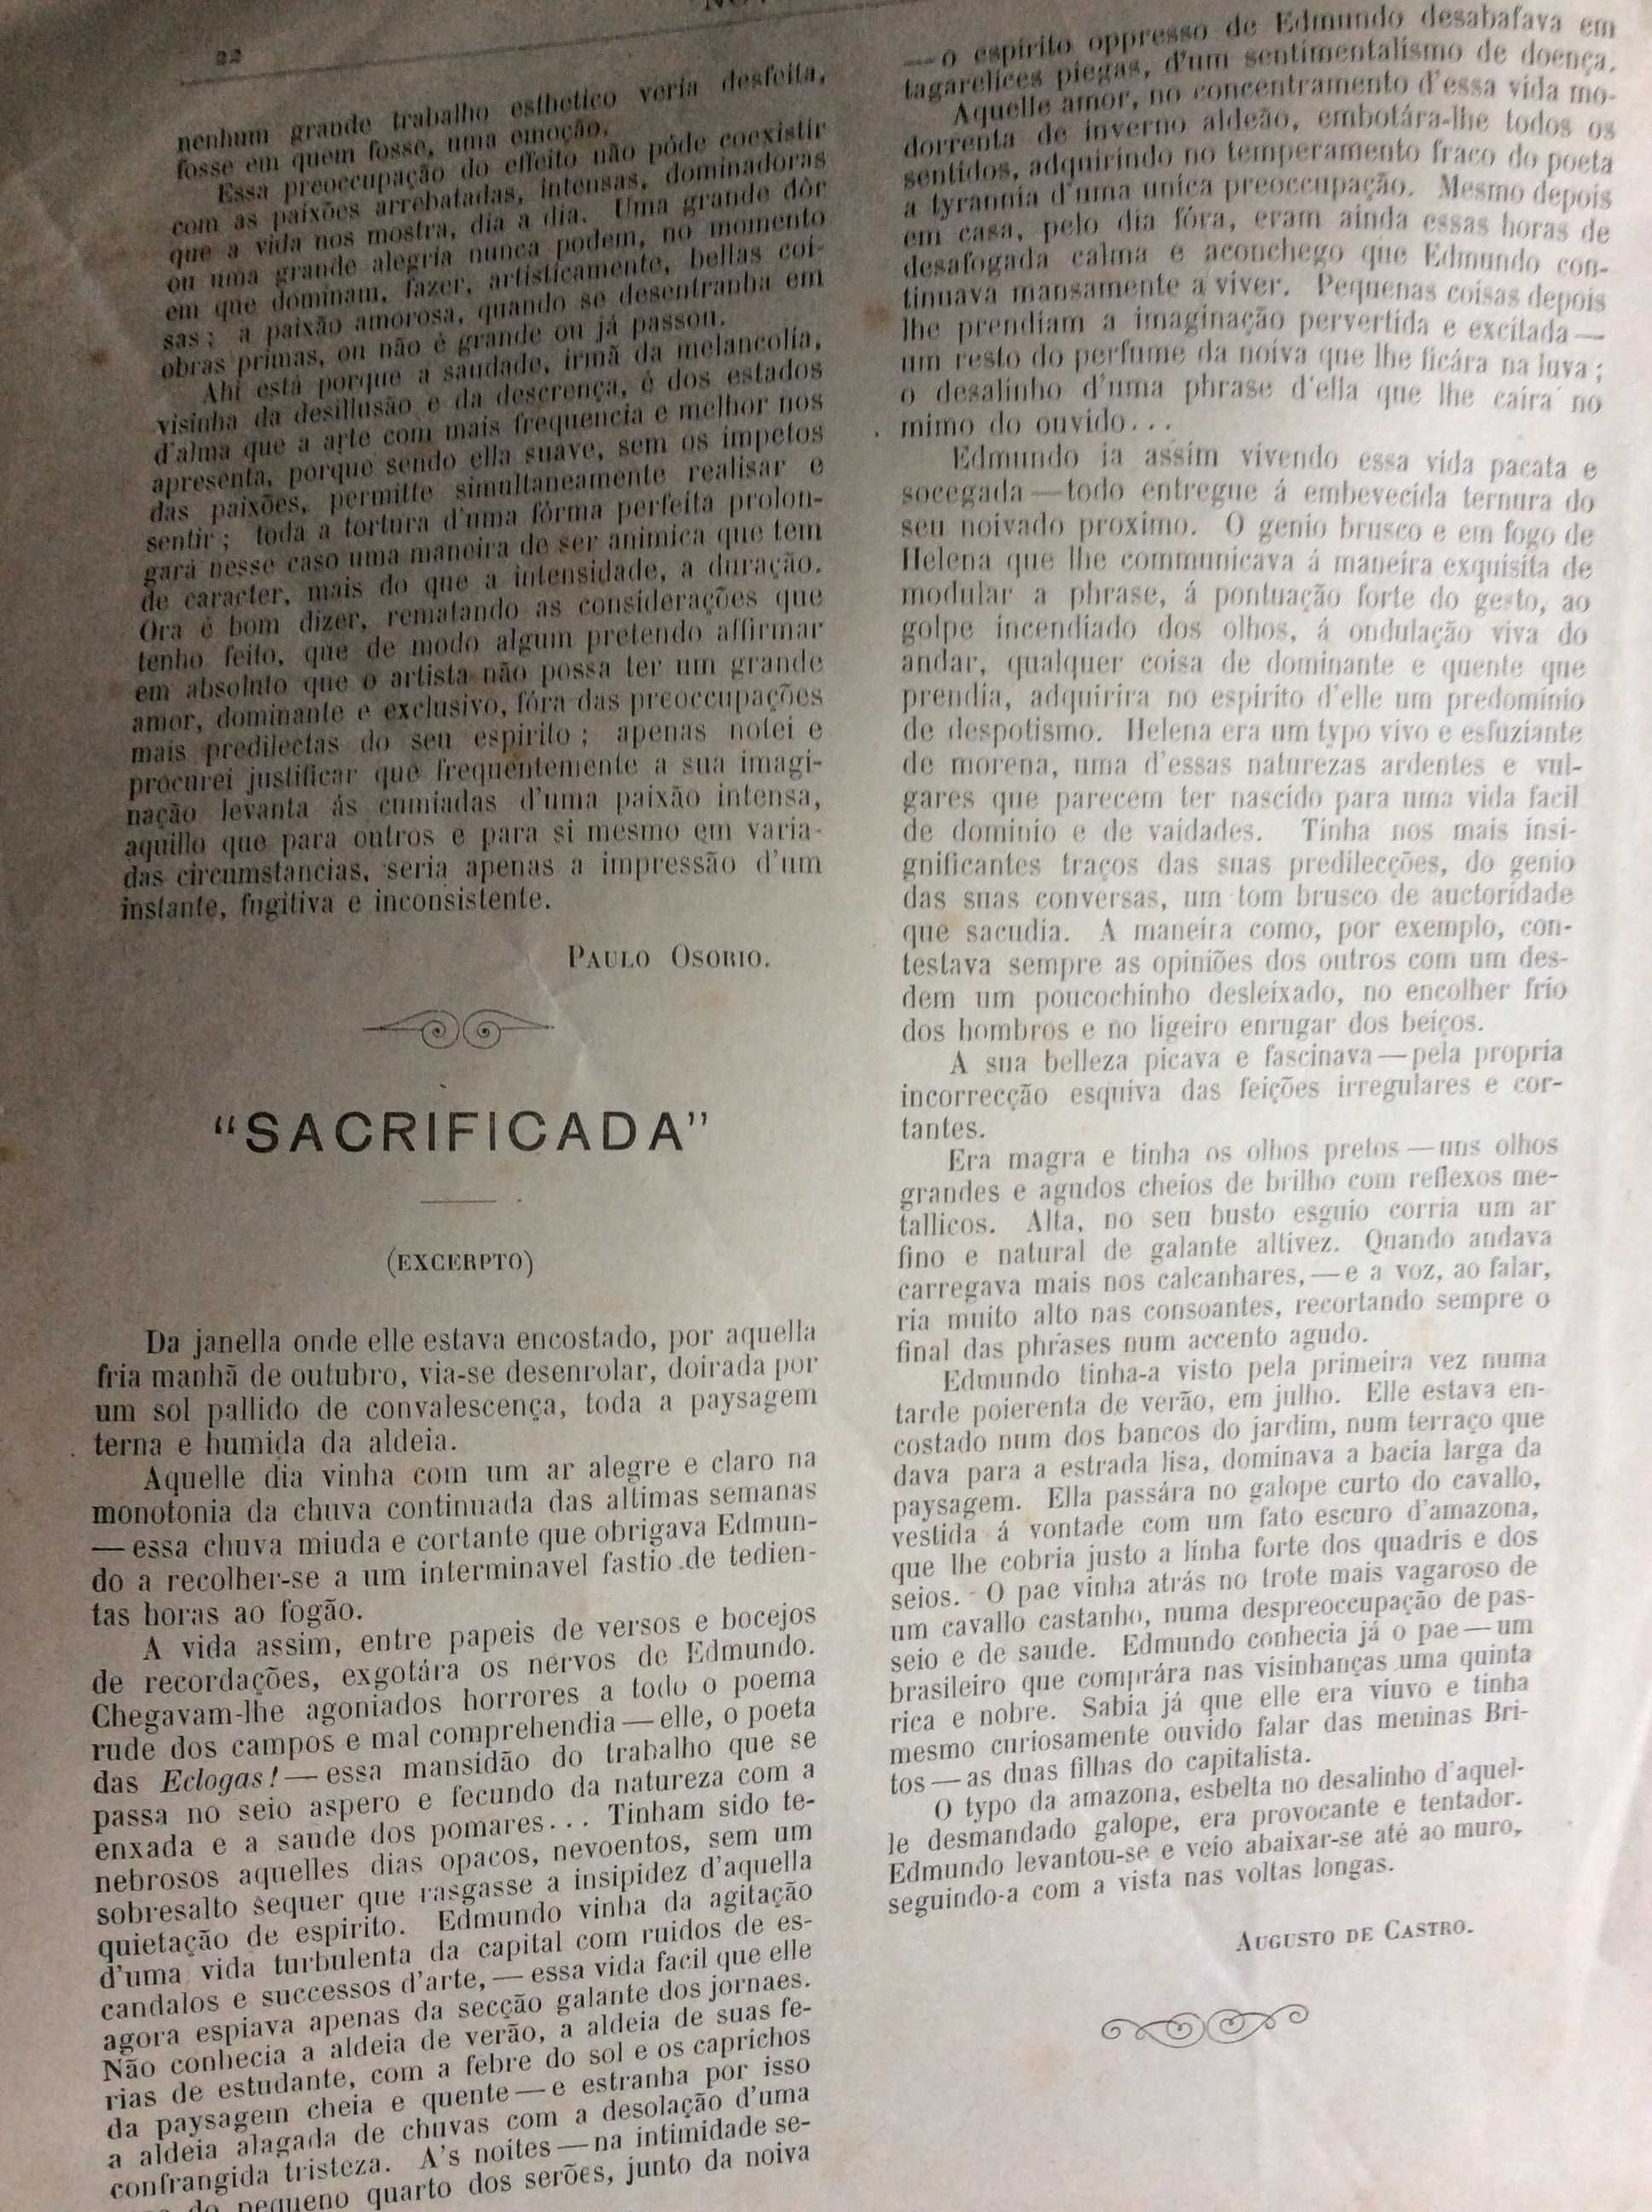 22
nenhum grande trabalho esthetico veria desfeita,
fosse em quem fosse, uma emoção.
Essa preoccupação do effeito não póde coexistir
com as paixões arrebatadas, intensas, dominadoras
que a vida nos mostra, dia a dia. Uma grande dôr
ou uma grande alegria nunca podem, no momento
em que dominam, fazer, artisticamente, bellas coi-
sas; a paixão amorosa, quando se desentranha em
obras primas, ou não é grande ou já passou.
Ahi está porque a saudade, irmã da melancolia,
visinha da desillusão e da descrença, é dos estados
d'alma que a arte com mais frequencia e melhor nos
apresenta, porque sendo ella suave, sem os impetos
das paixões, permitte simultaneamente realisar e
sentir; toda a tortura d'uma fórma perfeita prolon-
gará nesse caso uma maneira de ser animica que tem
de caracter, mais do que a intensidade, a duração.
Ora é bom dizer, rematando as considerações que
tenho feito, que de modo algum pretendo affirmar
em absoluto que o artista não possa ter um grande
amor, dominante e exclusivo, fóra das preoccupações
mais predilectas do seu espirito; apenas notei e
procurei justificar que frequentemente a sua imagi-
nação levanta ás cumiadas d'uma paixão intensa,
aquillo que para outros e para si mesmo em varia-
das circumstancias, seria apenas a impressão d'um
instante, fugitiva e inconsistente.
PAULO OSORIO.
"SACRIFICADA"
(EXCERPTO)
Da janella onde elle estava encostado, por aquella
fria manhã de outubro, via-se desenrolar, doirada por
um sol pallido de convalescença, toda a paysagem
terna e humida da aldeia.
Aquelle dia vinha com um ar alegre e claro na
monotonia da chuva continuada das altimas semanas
—essa chuva miuda e cortante que obrigava Edmun-
do a recolher-se a um interminavel fastio de tedien-
tas horas ao fogão.
A vida assim, entre papeis de versos e bocejos
de recordações, exgotára os nervos de Edmundo.
Chegavam-lhe agoniados horrores a todo o poema
rude dos campos e mal comprehendia—elle, o poeta
das Eclogas!—essa mansidão do trabalho que se
passa no seio aspero e fecundo da natureza com a
enxada e a saude dos pomares... Tinham sido te-
nebrosos aquelles dias opacos, nevoentos, sem um
sobresalto sequer que rasgasse a insipidez d'aquella
quietação de espirito. Edmundo vinha da agitação
d'uma vida turbulenta da capital com ruidos de es-
candalos e successos d'arte,—essa vida facil que elle
agora espiava apenas da secção galante dos jornaes.
Não conhecia a aldeia de verão, a aldeia de suas fe-
rias de estudante, com a febre do sol e os caprichos
da paysagem cheia e quente—e estranha por isso
a aldeia alagada de chuvas com a desolação d'uma
confrangida tristeza. A's noites—na intimidade se-
do pequeno quarto dos serões, junto da noiva
—o espirito oppresso de Edmundo desabafava em
tagarelices piegas, d'um sentimentalismo de doença.
Aquelle amor, no concentramento d'essa vida mo-
dorrenta de inverno aldeão, embotára-lhe todos os
sentidos, adquirindo no temperamento fraco do poeta
a tyrannia d'uma unica preoccupação. Mesmo depois
em casa, pelo dia fóra, eram ainda essas horas de
desafogada calma e aconchego que Edmundo con-
tinuava mansamente a viver. Pequenas coisas depois
lhe prendiam a imaginação pervertida e excitada—
um resto do perfume da noiva que lhe ficára na luva;
o desalinho d'uma phrase d'ella que lhe caíra no
mimo do ouvido...
Edmundo ia assim vivendo essa vida pacata e
socegada—todo entregue á embevecida ternura do
seu noivado proximo. O genio brusco e em fogo de
Helena que lhe communicava á maneira exquisita de
modular a phrase, á pontuação forte do gesto, ao
golpe incendiado dos olhos, á ondulação viva do
andar, qualquer coisa de dominante e quente que
prendia, adquirira no espirito d'elle um predominio
de despotismo. Helena era um typo vivo e esfuziante
de morena, uma d'essas naturezas ardentes e vul-
gares que parecem ter nascido para uma vida facil
de dominio e de vaidades. Tinha nos mais insi-
gnificantes traços das suas predilecções, do genio
das suas conversas, um tom brusco de auctoridade
que sacudia. A maneira como, por exemplo, con-
testava sempre as opiniões dos outros com um des-
dem um poucochinho desleixado, no encolher frio
dos hombros e no ligeiro enrugar dos beiços.
A sua belleza picava e fascinava—pela propria
incorrecção esquiva das feições irregulares e cor-
tantes.
Era magra e tinha os olhos pretos—uns olhos
grandes e agudos cheios de brilho com reflexos me-
tallicos. Alta, no seu busto esguio corria um ar
fino e natural de galante altivez. Quando andava
carregava mais nos calcanhares,—e a voz, ao falar,
ria muito alto nas consoantes, recortando sempre o
final das phrases num accento agudo.
Edmundo tinha-a visto pela primeira vez numa
tarde poierenta de verão, em julho. Elle estava en-
costado num dos bancos do jardim, num terraço que
dava para a estrada lisa, dominava a bacia larga da
paysagem. Ella passára no galope curto do cavallo,
vestida á vontade com um fato escuro d'amazona,
que lhe cobria justo a linha forte dos quadris e dos
seios. O pae vinha atrás no trote mais vagaroso de
um cavallo castanho, numa despreoccupação de pas-
seio e de saude. Edmundo conhecia já o pae—um
brasileiro que comprára nas visinhanças uma quinta
rica e nobre. Sabia já que elle era viuvo e tinha
mesmo curiosamente ouvido falar das meninas Bri-
tos—as duas filhas do capitalista.
O typo da amazona, esbelta no desalinho d'aquel-
le desmandado galope, era provocante e tentador.
Edmundo levantou-se e veio abaixar-se até ao muro,
seguindo-a com a vista nas voltas longas.
AUGUSTO DE CASTRO.